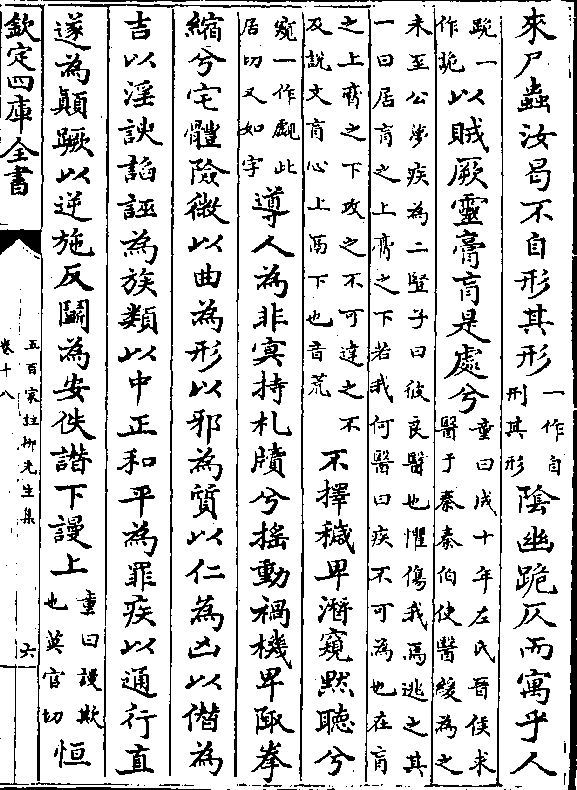 來尸蟲汝曷不自形其形一作自刑其形陰幽跪仄而寓乎人
跪一作詭以賊厥靈膏肓是處兮童曰成十年左氏晉侯求醫于秦秦伯使醫緩為之
未至公夢疾為二豎子曰彼良醫也懼傷我焉逃之其
一曰居肓之上膏之下若我何醫曰疾不可為也在肓
之上膏之下攻之不可達之不及說文肓心上鬲下也音荒不擇穢卑潛窺默聽兮
窺一作覰此居切又如字導人為非冥持札牘兮搖動禍機卑陬拳
縮兮宅體險微以曲為形以邪為質以仁為凶以僭為
吉以淫諛諂誣為族類以中正和平為罪疾以通行直
遂為顛蹶以逆施反鬬為安佚譖下謾上童曰謾欺也莫官切恒
欽定四庫全書
五百家註柳先生集
卷十八
六